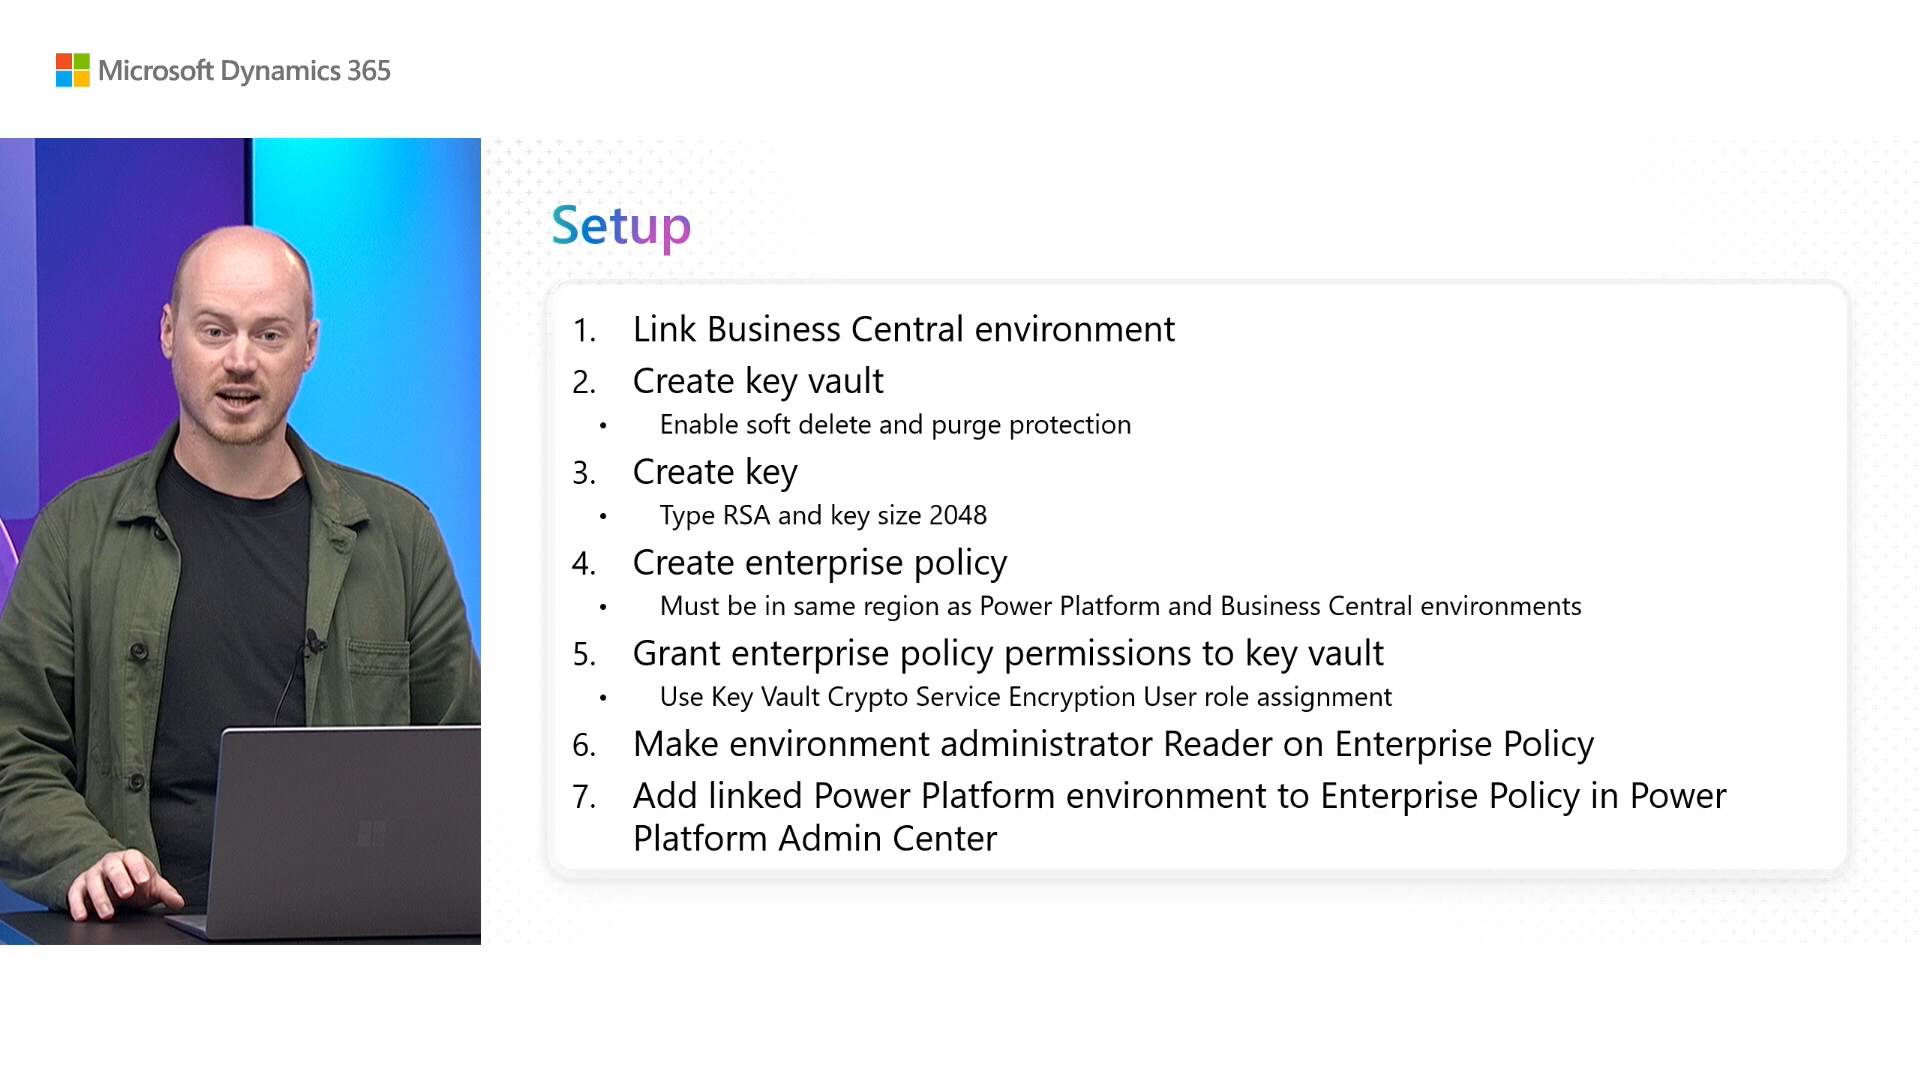 Microsoft Dynamics 365
Setup
1. Link Business Central environment
2. Create key vault
• Enable soft delete and purge protection
3. Create key
• Type RSA and key size 2048
4. Create enterprise policy
• Must be in same region as Power Platform and Business Central environments
5. Grant enterprise policy permissions to key vault
• Use Key Vault Crypto Service Encryption User role assignment
6. Make environment administrator Reader on Enterprise Policy
7. Add linked Power Platform environment to Enterprise Policy in Power
Platform Admin Center